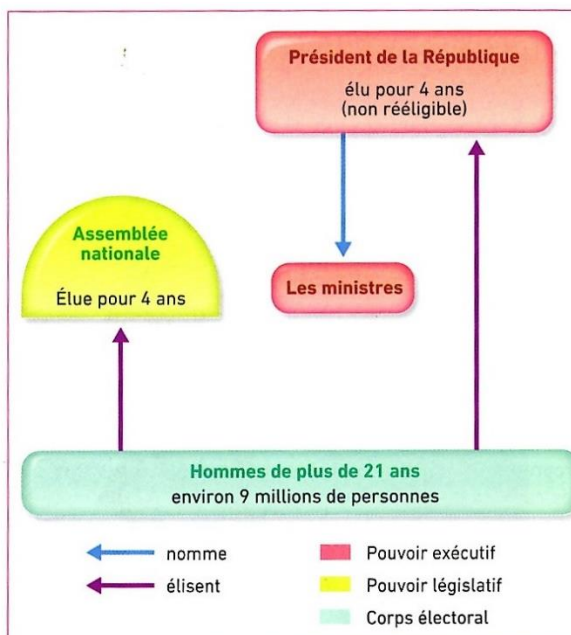 Président de la République
élu pour 4 ans
(non rééligible)
Assemblée
nationale
Élue pour 4 ans
Les ministres
Hommes de plus de 21 ans
environ 9 millions de personnes
nomme
élisent
Pouvoir exécutif
Pouvoir législatif
Corps électoral